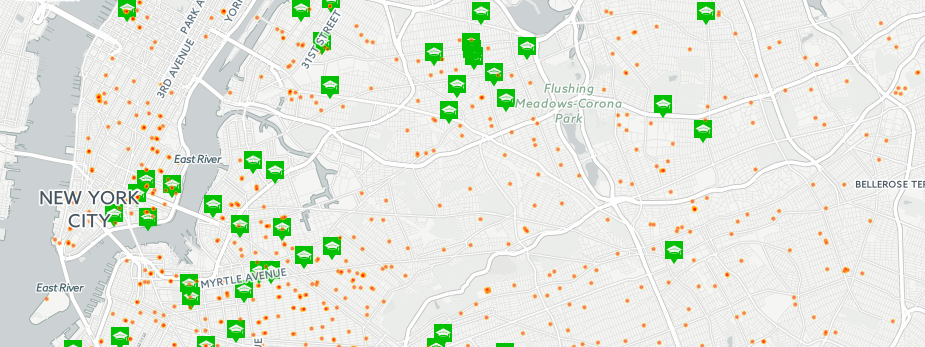 PARK A
YORK
3RD AVENUE
31ST STREET
Flushing
Meadows-Corona
Park
East River
BELLEROSE TER
NEW YORK
CITY
MYRTLE AVENUE
East River
UE